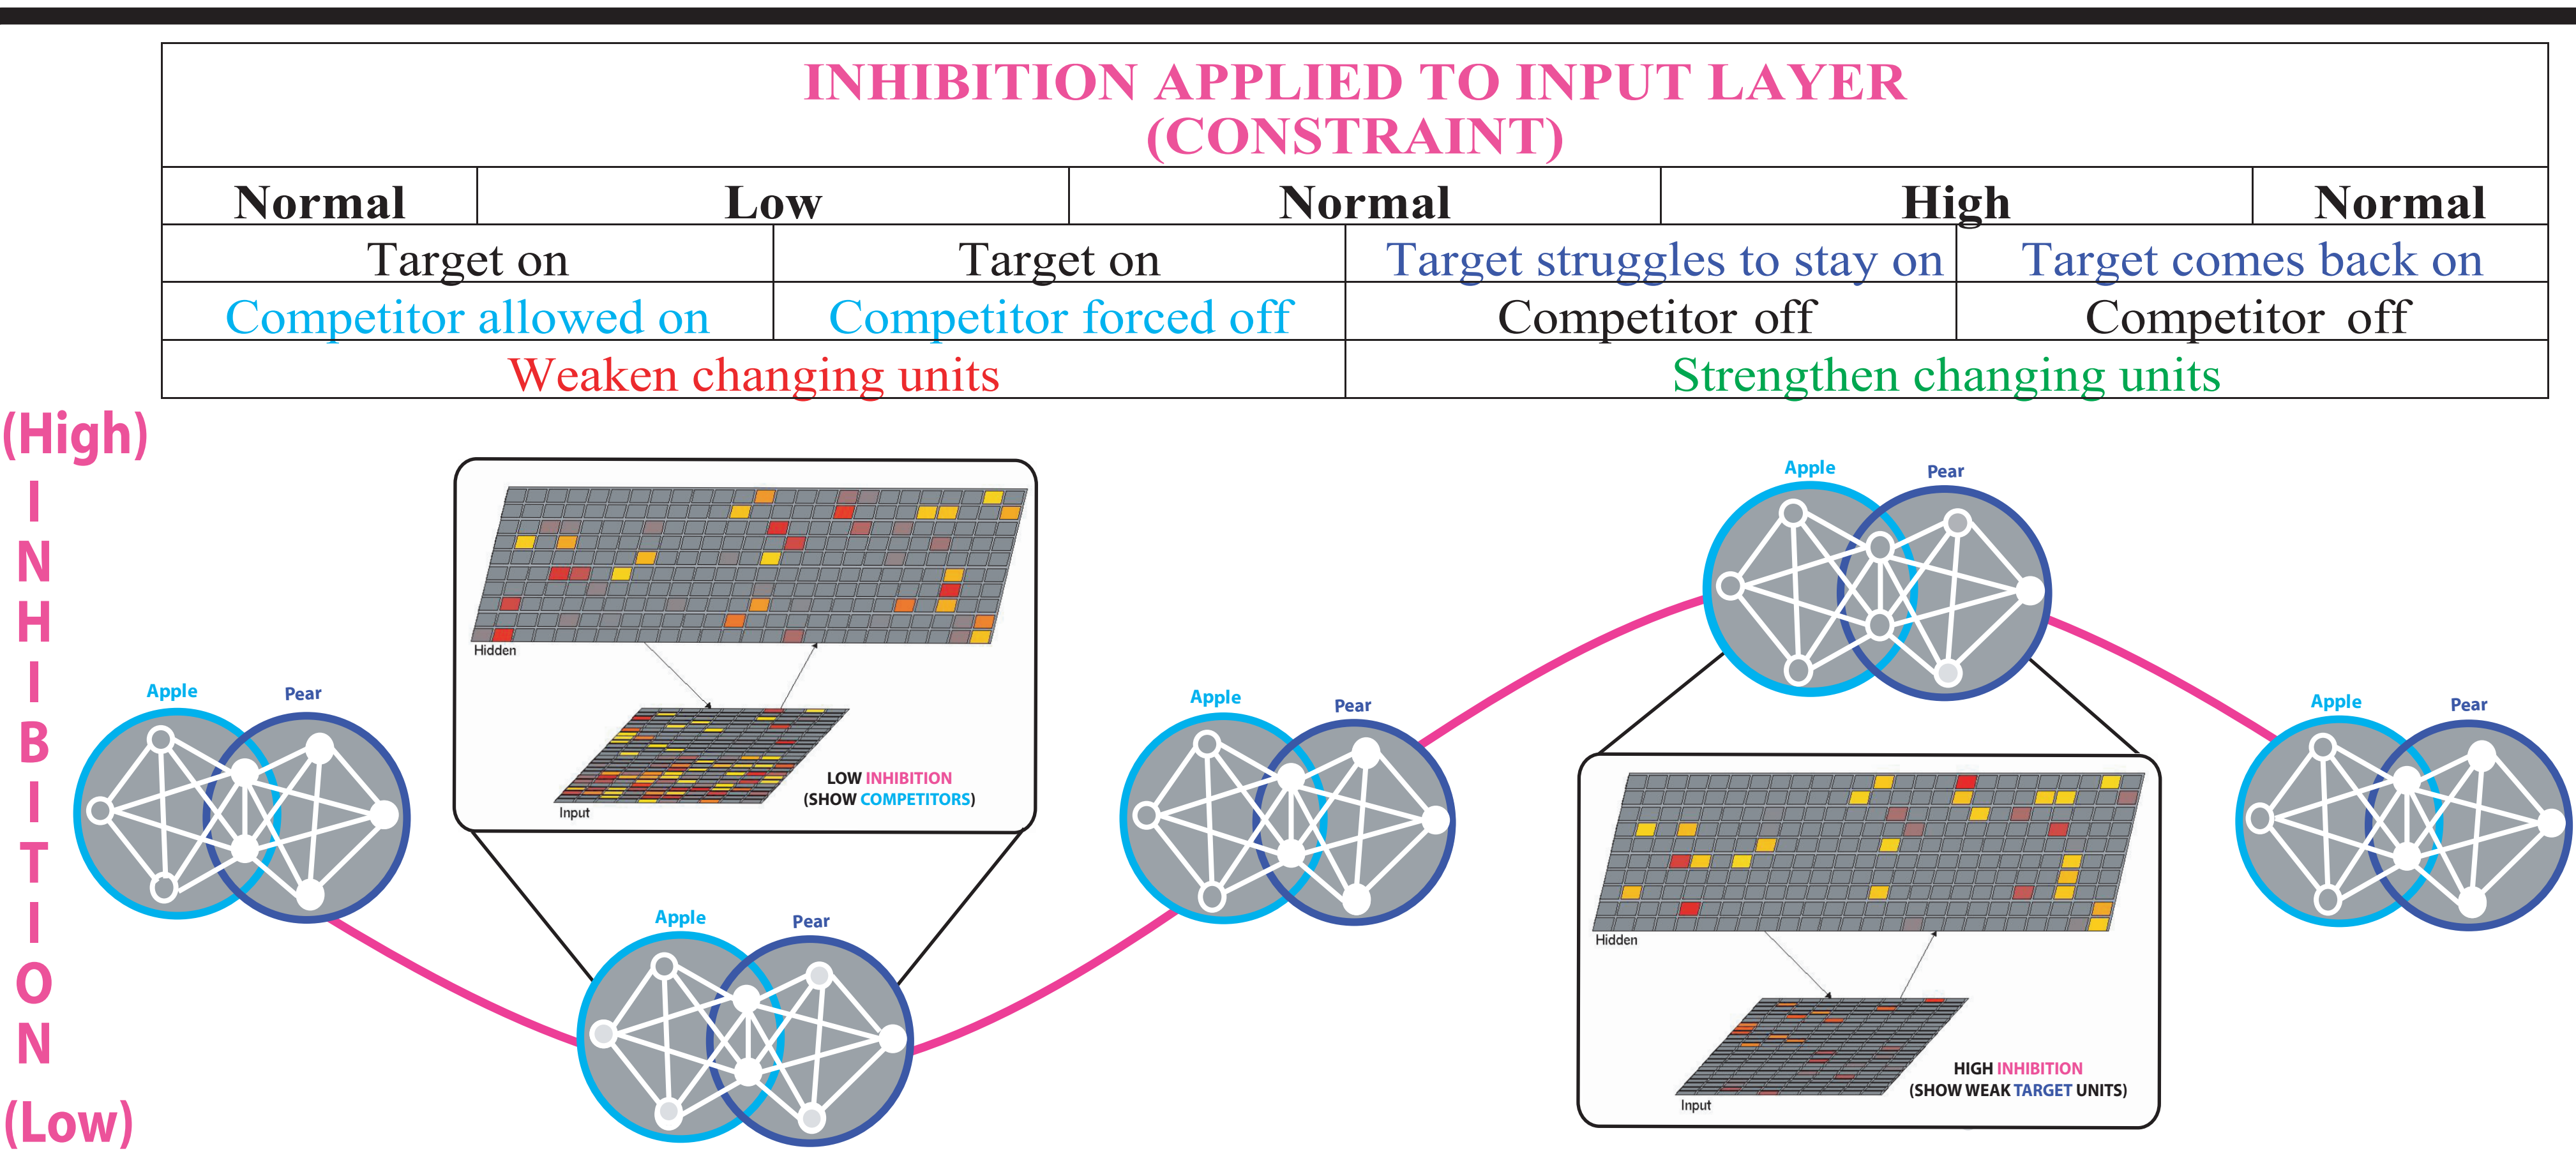 INHIBITION APPLIED TO INPUT LAYER
(CONSTRAINT)
Normal Low Normal High Normal
Target on Target on Target struggles to stay on Target comes back on
Competitor allowed on Competitor forced off Competitor off Competitor off
Weaken changing units Strengthen changing units
(High)
INHIBITION
(Low)
Apple Pear
Hidden
Input
LOW INHIBITION
(SHOW COMPETITORS)
Apple Pear
Apple Pear
Apple Pear
Hidden
Input
HIGH INHIBITION
(SHOW WEAK TARGET UNITS)
Apple Pear